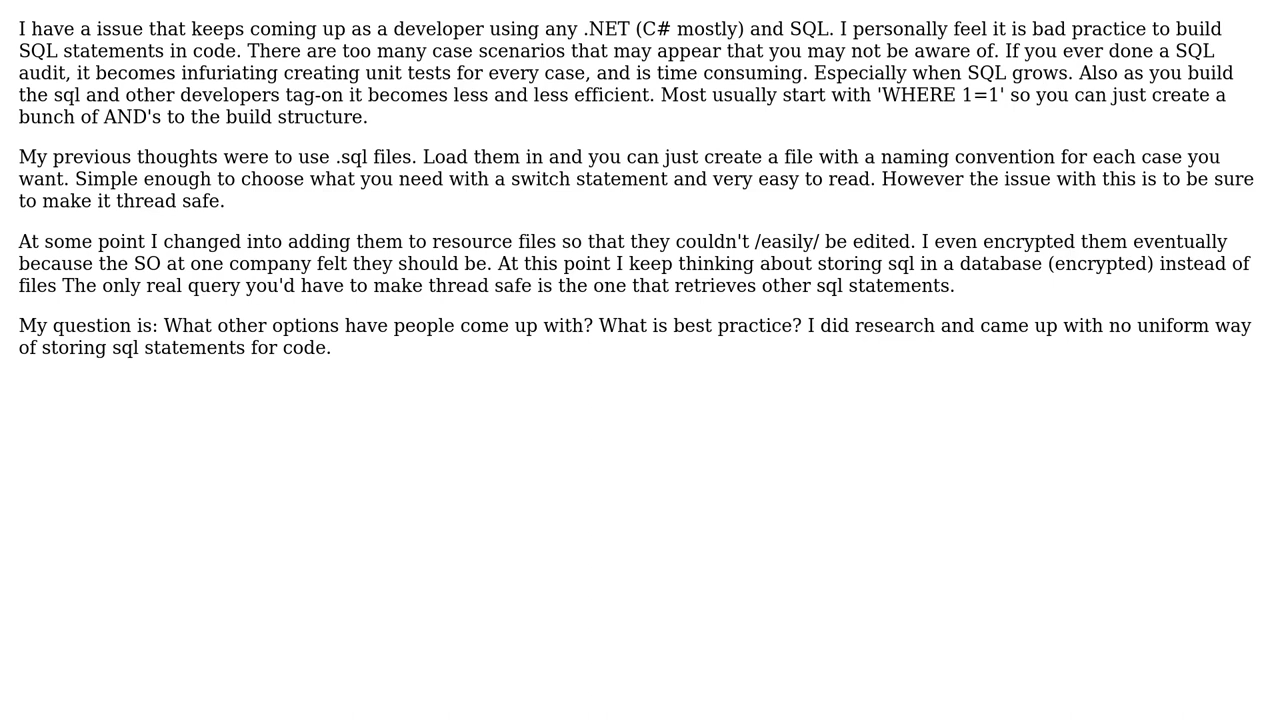 I have a issue that keeps coming up as a developer using any .NET (C# mostly) and SQL. I personally feel it is bad practice to build
SQL statements in code. There are too many case scenarios that may appear that you may not be aware of. If you ever done a SQL
audit, it becomes infuriating creating unit tests for every case, and is time consuming. Especially when SQL grows. Also as you build
the sql and other developers tag-on it becomes less and less efficient. Most usually start with 'WHERE 1=1' so you can just create a
bunch of AND's to the build structure.
My previous thoughts were to use .sql files. Load them in and you can just create a file with a naming convention for each case you
want. Simple enough to choose what you need with a switch statement and very easy to read. However the issue with this is to be sure
to make it thread safe.
At some point I changed into adding them to resource files so that they couldn't /easily/ be edited. I even encrypted them eventually
because the SO at one company felt they should be. At this point I keep thinking about storing sql in a database (encrypted) instead of
files The only real query you'd have to make thread safe is the one that retrieves other sql statements.
My question is: What other options have people come up with? What is best practice? I did research and came up with no uniform way
of storing sql statements for code.